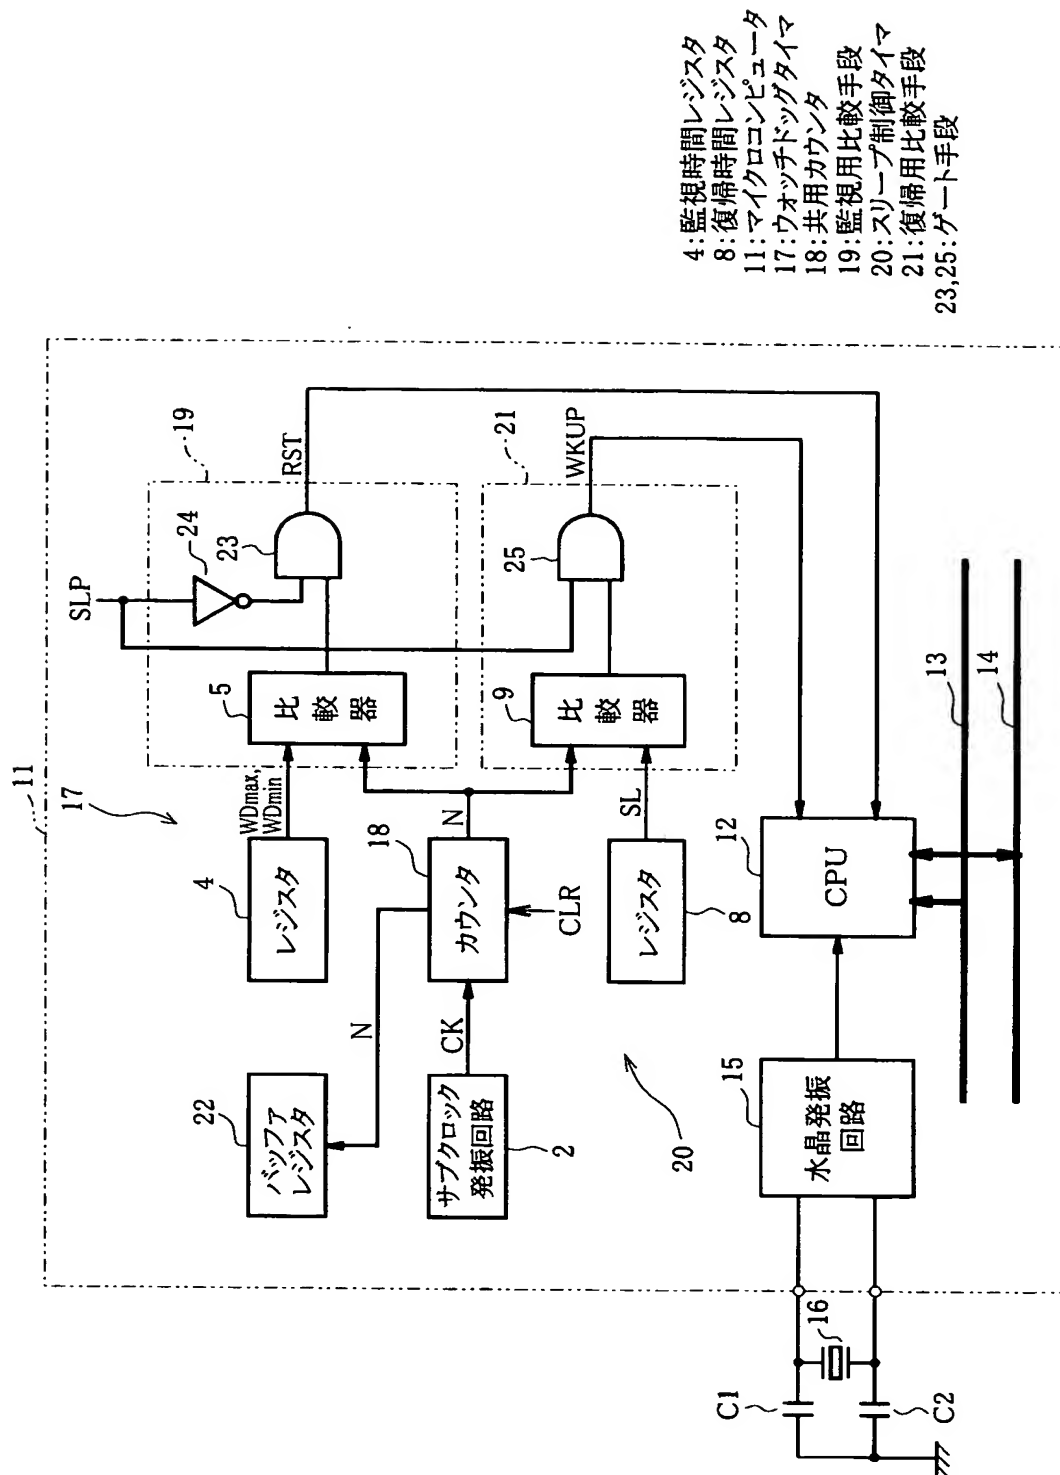 11
17
SLP
19
24
23
RST
5
比較器
WDmax,
WDmin
4
レジスタ
N
18
カウンタ
CLR
N
CK
22
バッファ
レジスタ
サブクロック
発振回路
2
21
WKUP
25
9
比較器
SL
レジスタ
8
20
12
CPU
13
14
15
水晶発振
回路
16
C1
C2
4:監視時間レジスタ
8:復帰時間レジスタ
11:マイクロコンピュータ
17:ウォッチドッグタイマ
18:共用カウンタ
19:監視用比較手段
20:スリープ制御タイマ
21:復帰用比較手段
23,25:ゲート手段